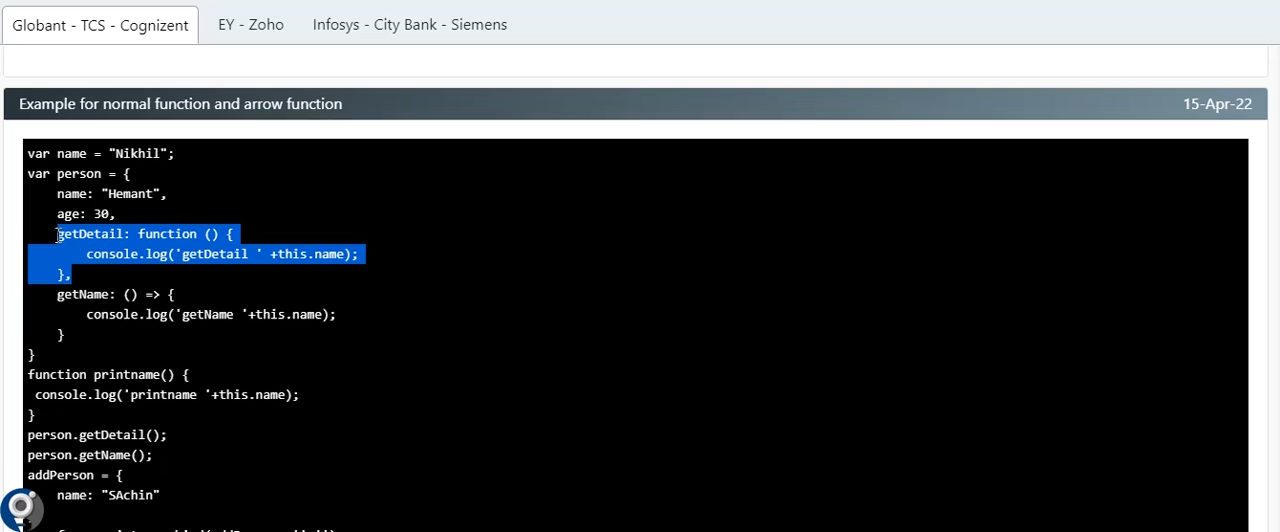 Globant - TCS - Cognizent
EY - Zoho
Infosys - City Bank - Siemens
Example for normal function and arrow function
15-Apr-22
var name = "Nikhil";
var person = {
    name: "Hemant",
    age: 30,
    getDetail: function () {
        console.log('getDetail ' +this.name);
    },
    getName: () => {
        console.log('getName '+this.name);
    }
}
function printname() {
 console.log('printname '+this.name);
}
person.getDetail();
person.getName();
addPerson = {
    name: "SAchin"